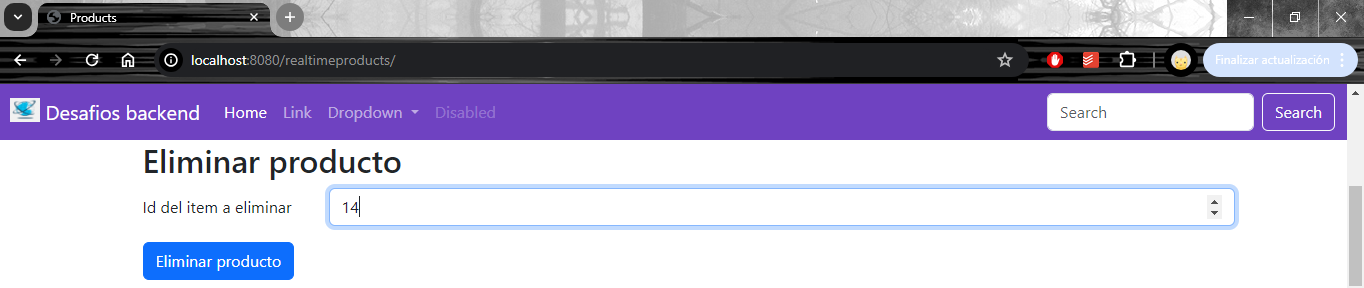 Products
localhost:8080/realtimeproducts/
Finalizar actualización
Desafios backend
Home
Link
Dropdown
Disabled
Search
Search
Eliminar producto
Id del item a eliminar
14
Eliminar producto